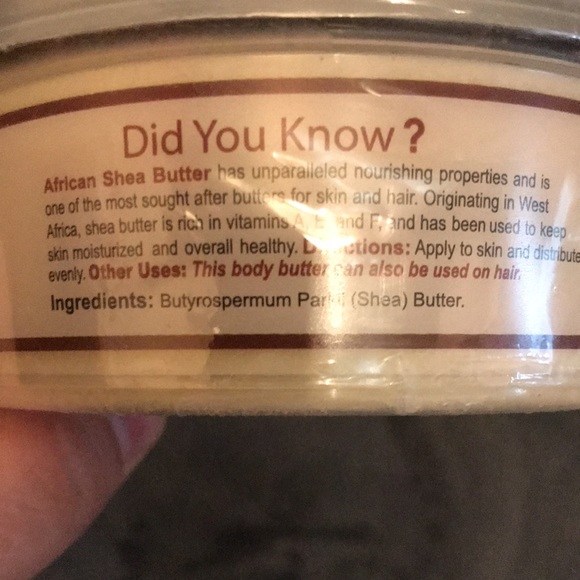 Did You Know?
African Shea Butter has unparalleled nourishing properties and is
one of the most sought after butters for skin and hair. Originating in West
Africa, shea butter is rich in vitamins A, E and F, and has been used to keep
skin moisturized and overall healthy. Directions: Apply to skin and distribute
evenly. Other Uses: This body butter can also be used on hair.
Ingredients: Butyrospermum Parkii (Shea) Butter.